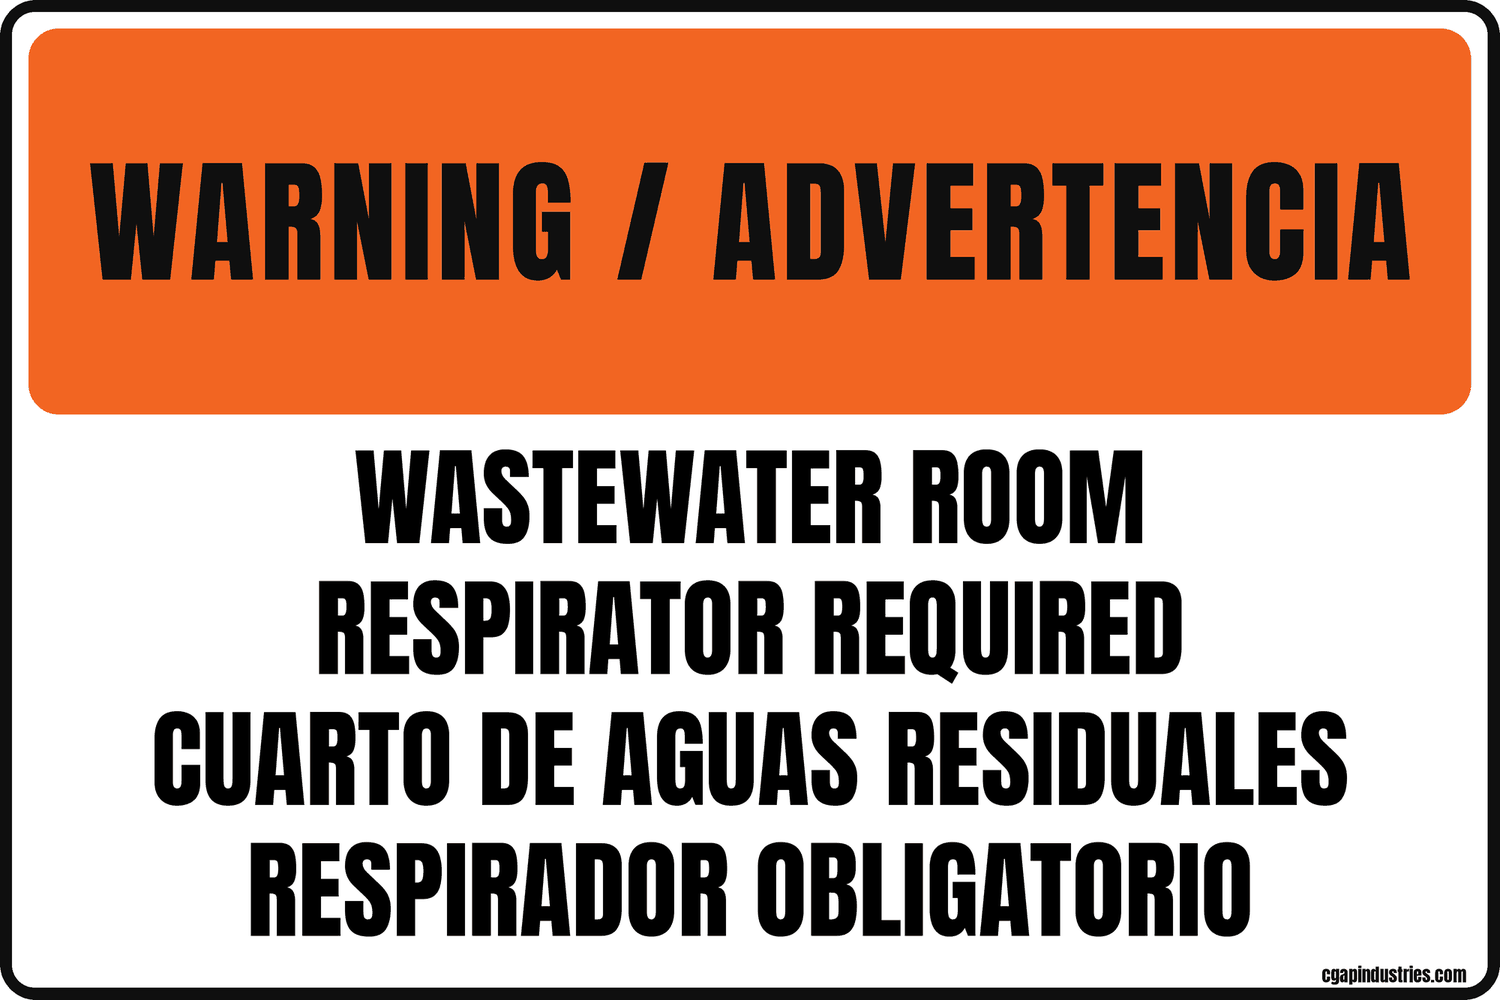 WARNING / ADVERTENCIA
WASTEWATER ROOM
RESPIRATOR REQUIRED
CUARTO DE AGUAS RESIDUALES
RESPIRADOR OBLIGATORIO
cgapindustries.com